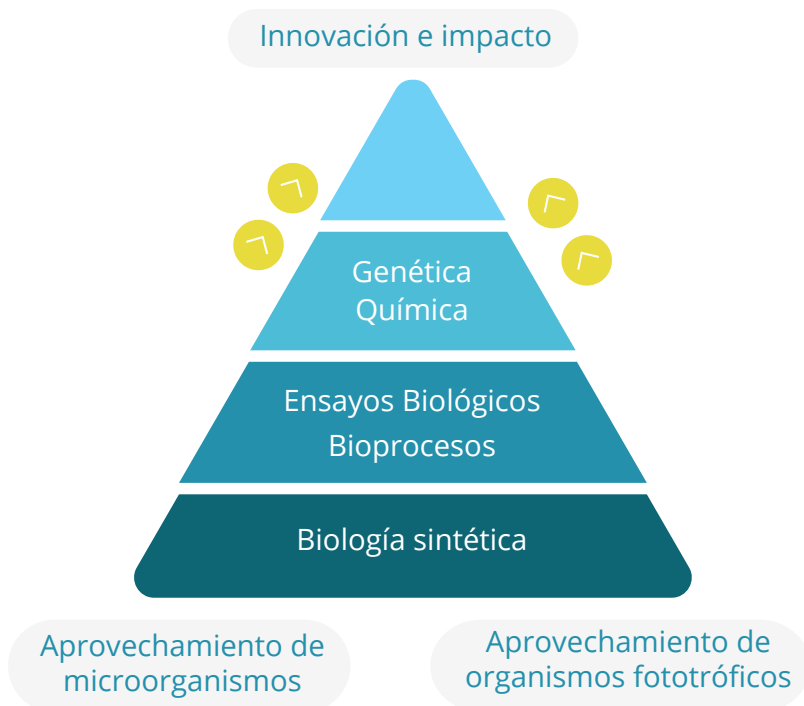 Innovación e impacto
Genética
Química
Ensayos Biológicos
Bioprocesos
Biología sintética
Aprovechamiento de
microorganismos
Aprovechamiento de
organismos fototróficos